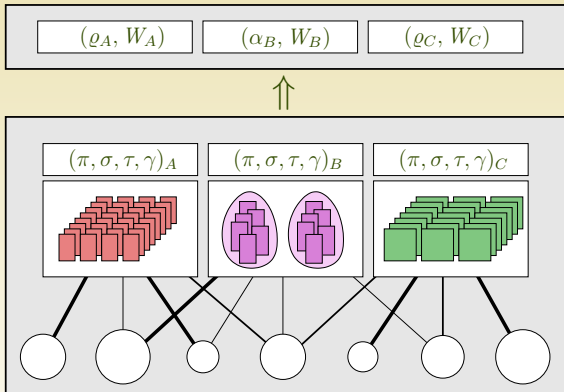 (ϱ_A, W_A) (α_B, W_B) (ϱ_C, W_C)
⇑
(π, σ, τ, γ)_A (π, σ, τ, γ)_B (π, σ, τ, γ)_C